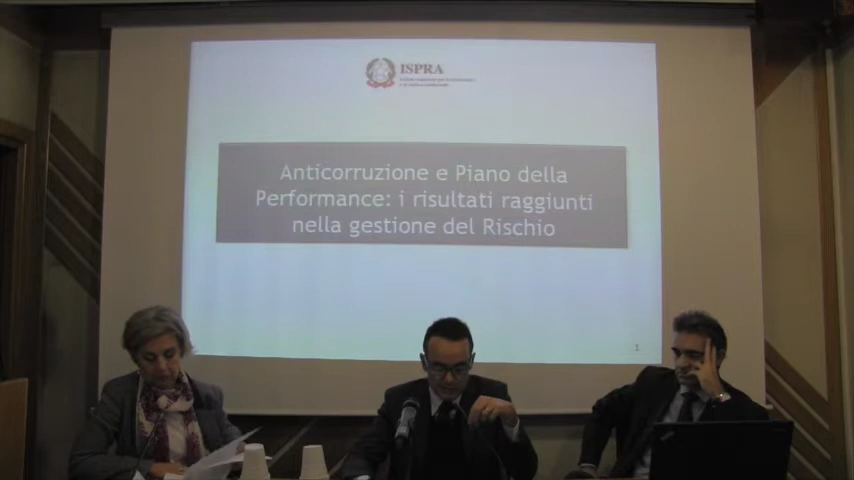 ISPRA
Anticorruzione e Piano della
Performance: i risultati raggiunti
nella gestione del Rischio
1